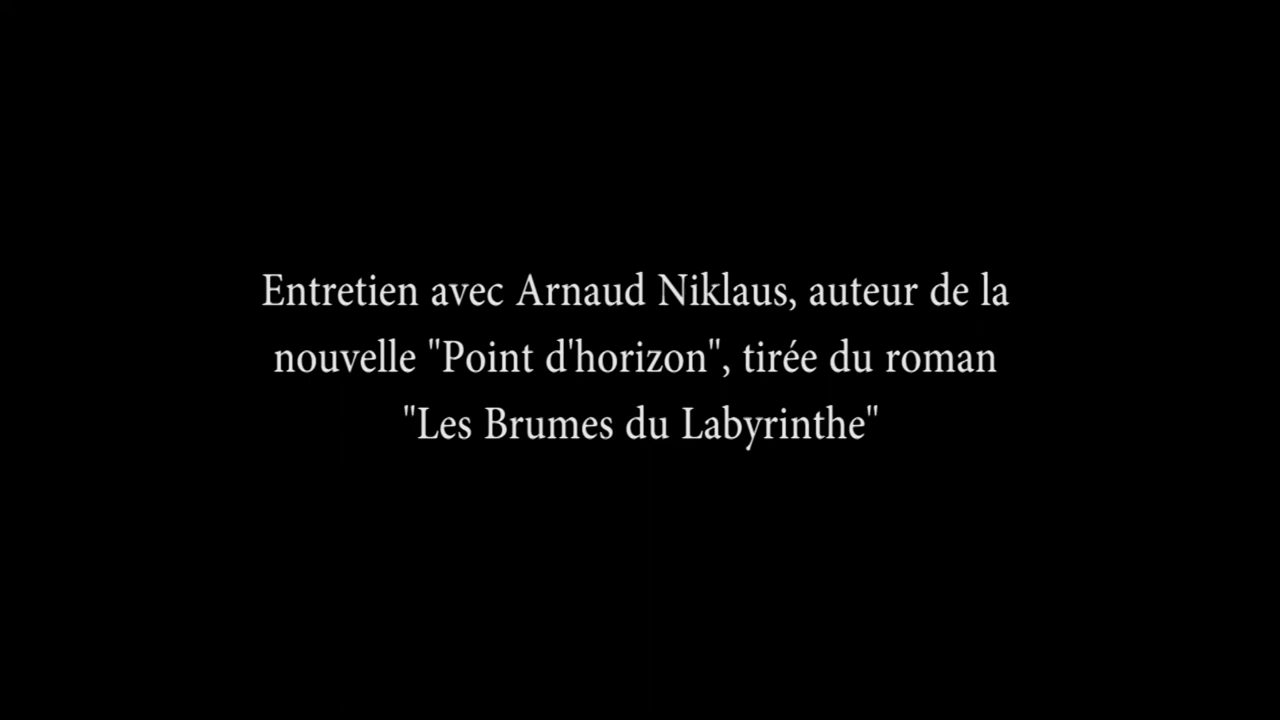 Entretien avec Arnaud Niklaus, auteur de la
nouvelle "Point d'horizon", tirée du roman
"Les Brumes du Labyrinthe"